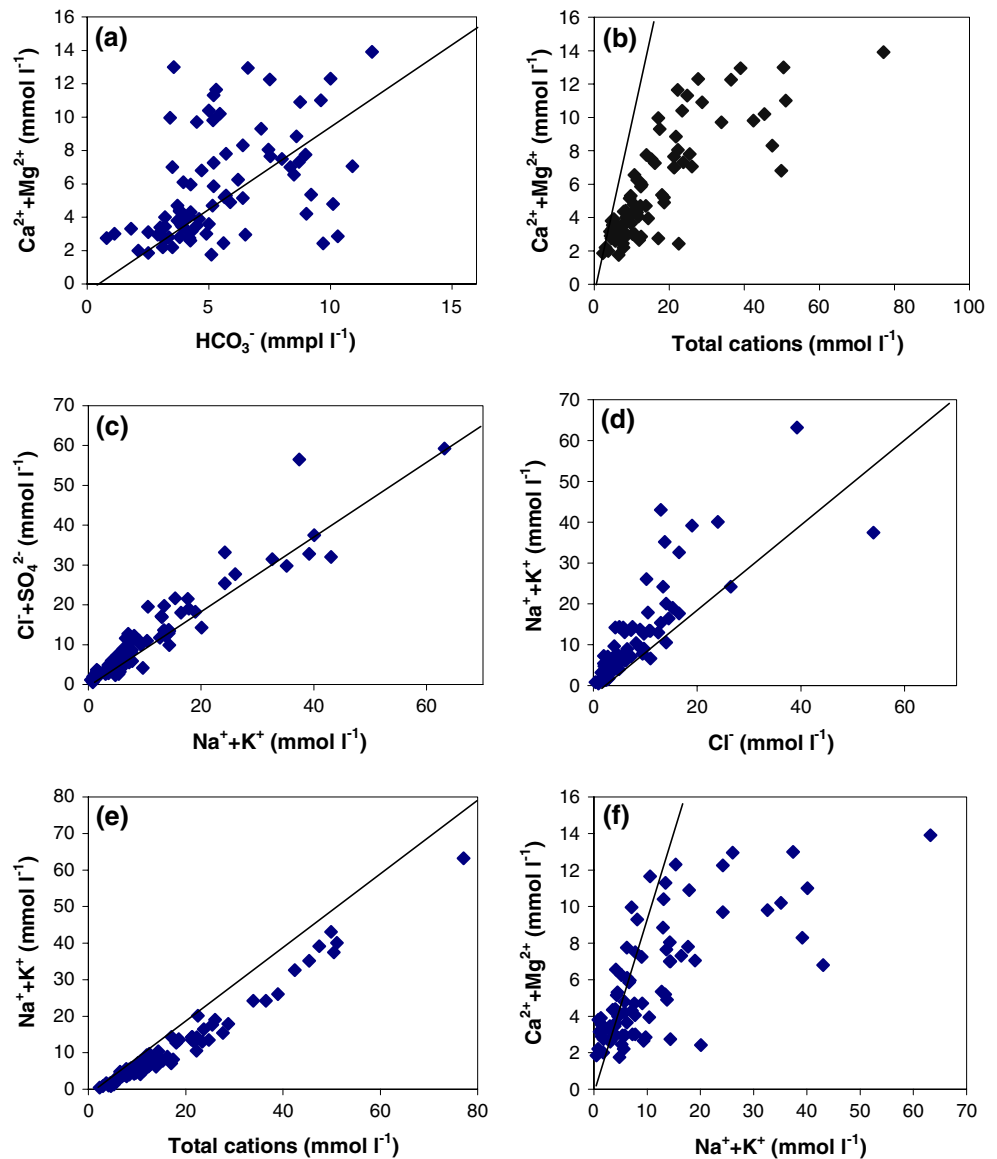 (a)
Ca²⁺+Mg²⁺ (mmol l⁻¹)
16
14
12
10
8
6
4
2
0
0 5 10 15
HCO₃⁻ (mmpl l⁻¹)
(b)
Ca²⁺+Mg²⁺ (mmol l⁻¹)
16
14
12
10
8
6
4
2
0
0 20 40 60 80 100
Total cations (mmol l⁻¹)
(c)
Cl⁻+SO₄²⁻ (mmol l⁻¹)
70
60
50
40
30
20
10
0
0 20 40 60
Na⁺+K⁺ (mmol l⁻¹)
(d)
Na⁺+K⁺ (mmol l⁻¹)
70
60
50
40
30
20
10
0
0 20 40 60
Cl⁻ (mmol l⁻¹)
(e)
Na⁺+K⁺ (mmol l⁻¹)
80
70
60
50
40
30
20
10
0
0 20 40 60 80
Total cations (mmol l⁻¹)
(f)
Ca²⁺+Mg²⁺ (mmol l⁻¹)
16
14
12
10
8
6
4
2
0
0 10 20 30 40 50 60 70
Na⁺+K⁺ (mmol l⁻¹)